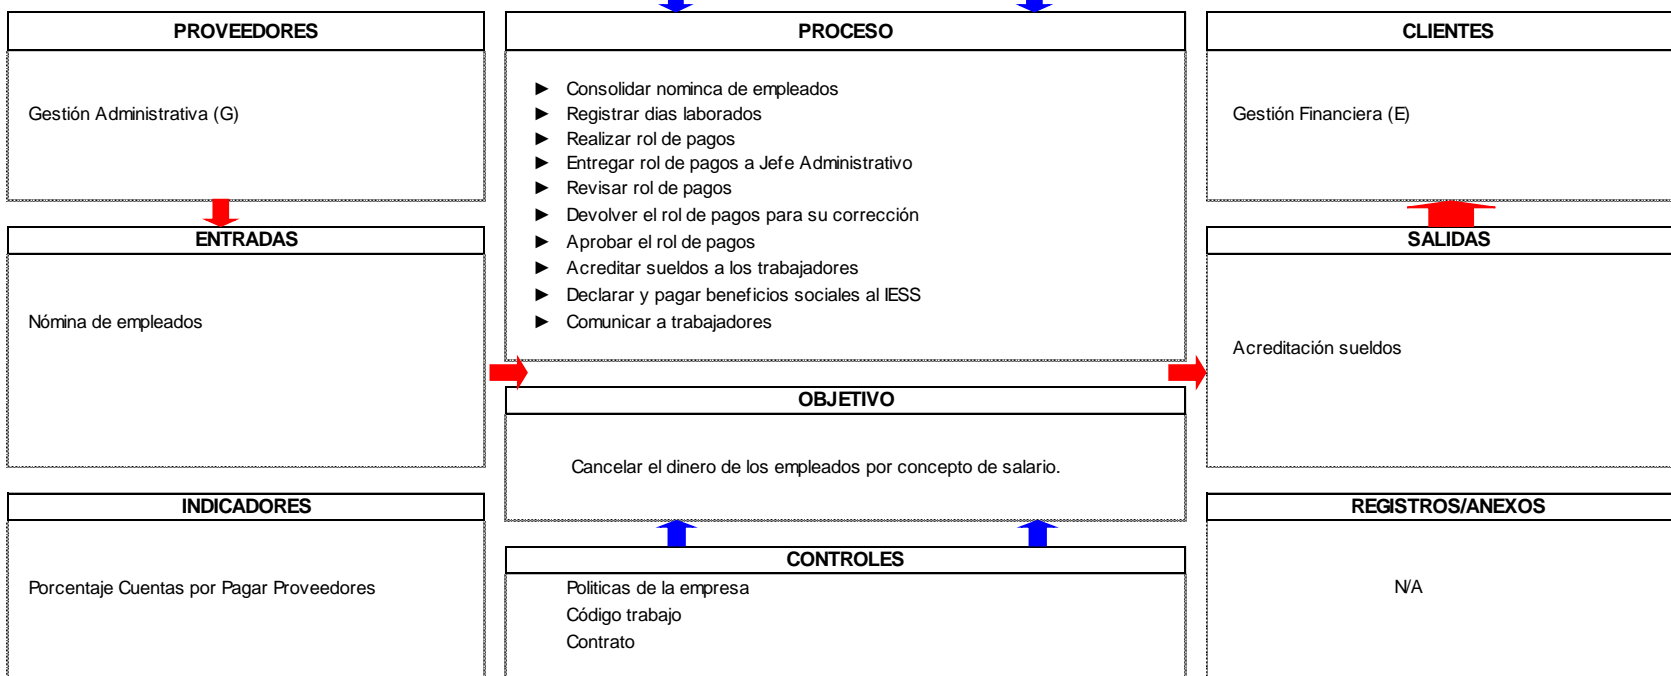 PROVEEDORES
Gestión Administrativa (G)
ENTRADAS
Nómina de empleados
INDICADORES
Porcentaje Cuentas por Pagar Proveedores
PROCESO
► Consolidar nominca de empleados
► Registrar dias laborados
► Realizar rol de pagos
► Entregar rol de pagos a Jefe Administrativo
► Revisar rol de pagos
► Devolver el rol de pagos para su corrección
► Aprobar el rol de pagos
► Acreditar sueldos a los trabajadores
► Declarar y pagar beneficios sociales al IESS
► Comunicar a trabajadores
OBJETIVO
Cancelar el dinero de los empleados por concepto de salario.
CONTROLES
Politicas de la empresa
Código trabajo
Contrato
CLIENTES
Gestión Financiera (E)
SALIDAS
Acreditación sueldos
REGISTROS/ANEXOS
N/A